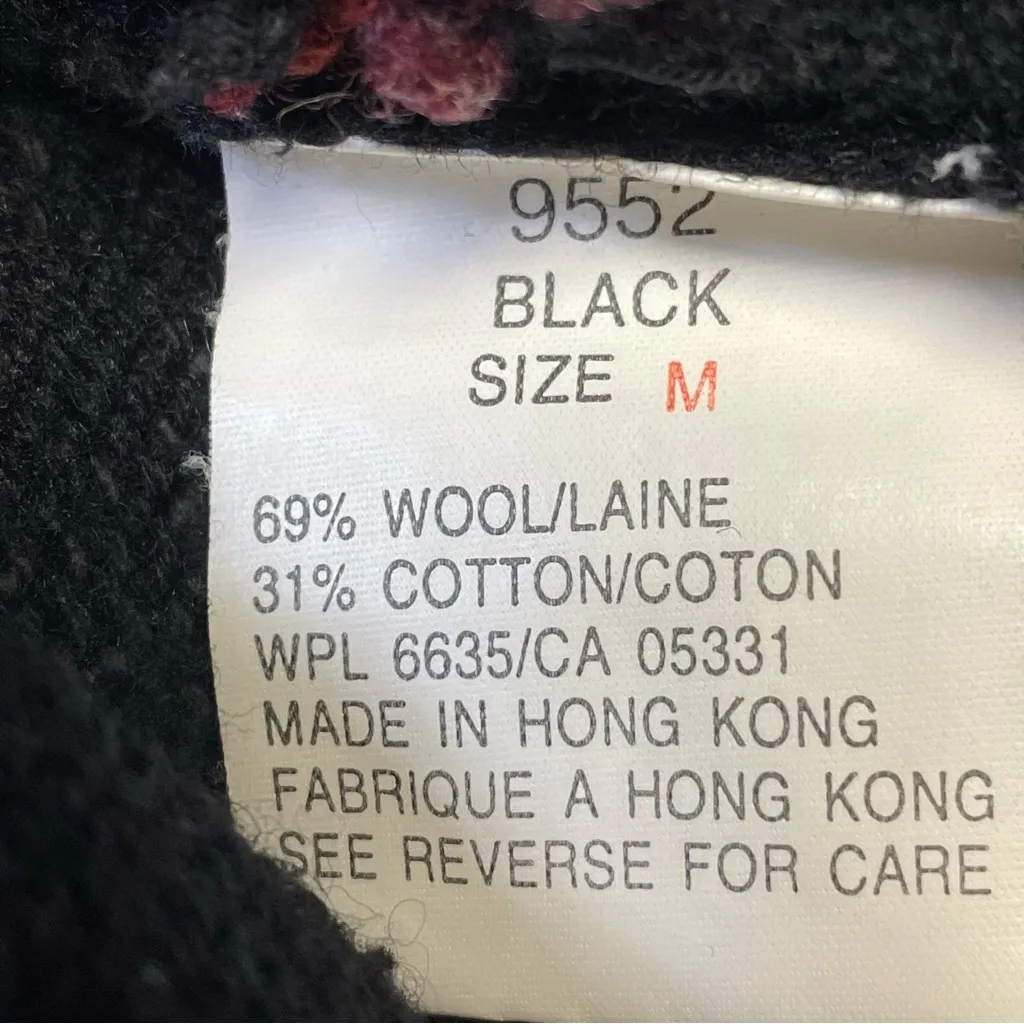 9552
BLACK
SIZE M
69% WOOL/LAINE
31% COTTON/COTON
WPL 6635/CA 05331
MADE IN HONG KONG
FABRIQUE A HONG KONG
SEE REVERSE FOR CARE